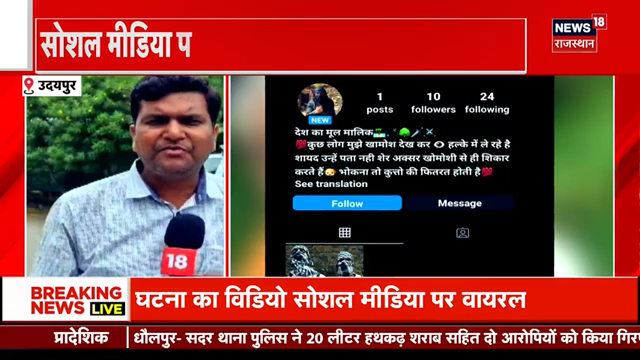 सोशल मीडिया प
NEWS 18
राजस्थान
उदयपुर
18
NEW
1 10 24
posts followers following
देश का मूल मालिक
💯कुछ लोग मुझे खामोश देख कर 👁 हल्के में ले रहे है
शायद उन्हें पता नही शेर अक्सर खोमोशी से ही शिकार
करते हैं भोकना तो कुत्तो की फितरत होती है💯
See translation
Follow Message
BREAKING NEWS LIVE
घटना का विडियो सोशल मीडिया पर वायरल
प्रादेशिक धौलपुर- सदर थाना पुलिस ने 20 लीटर हथकढ़ शराब सहित दो आरोपियों को किया गिरफ